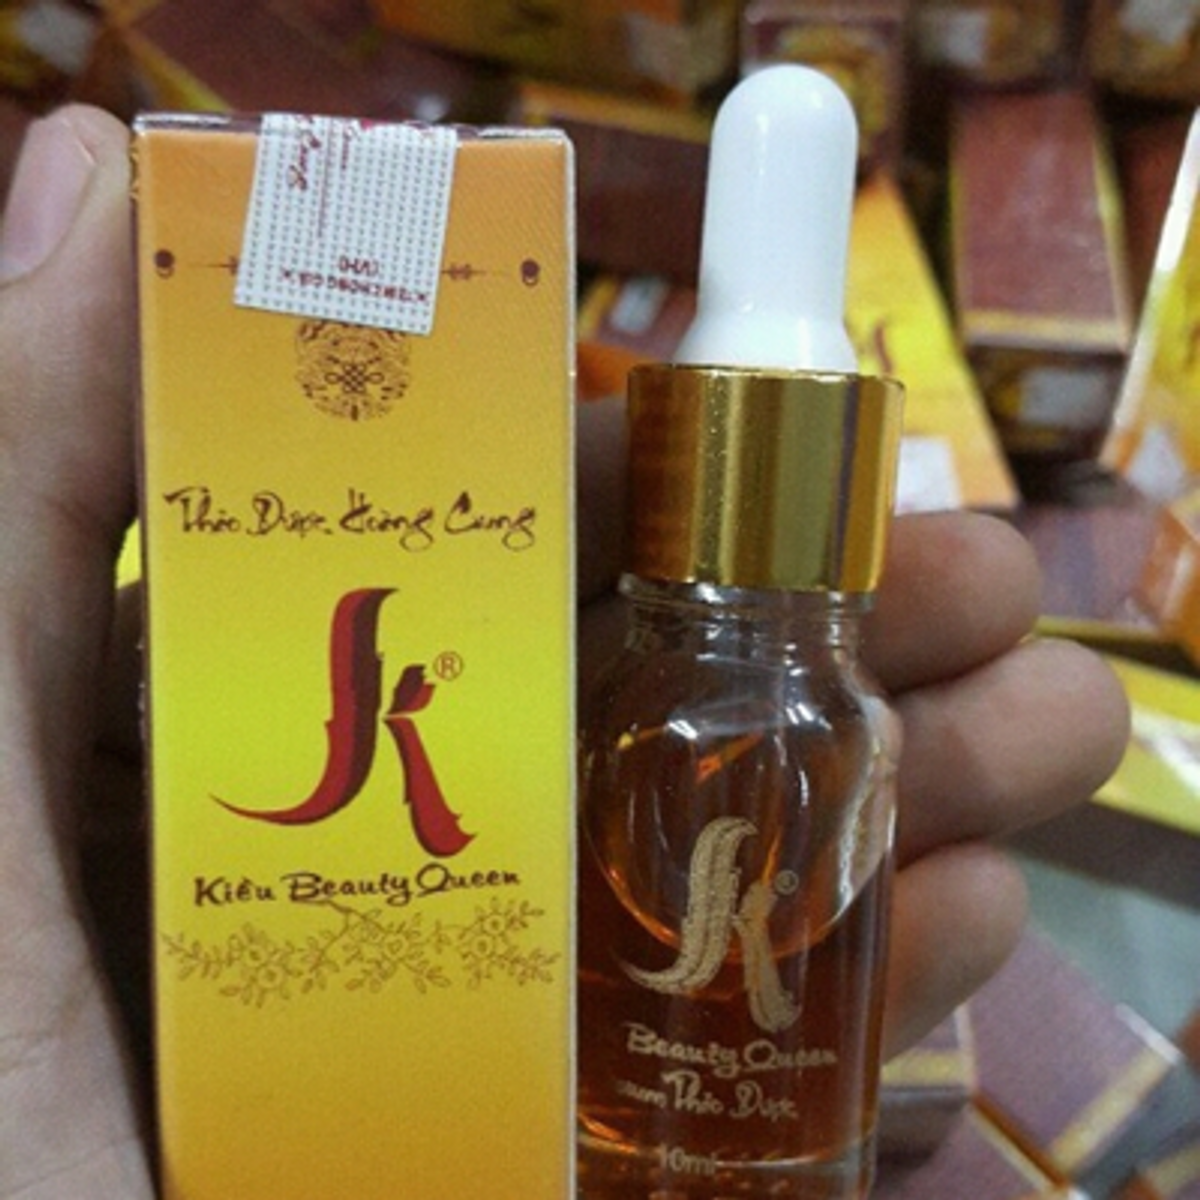 Thảo Dược Hoàng Cung
K®
Kiều Beauty Queen
K®
Beauty Queen
Thảo Dược
10ml